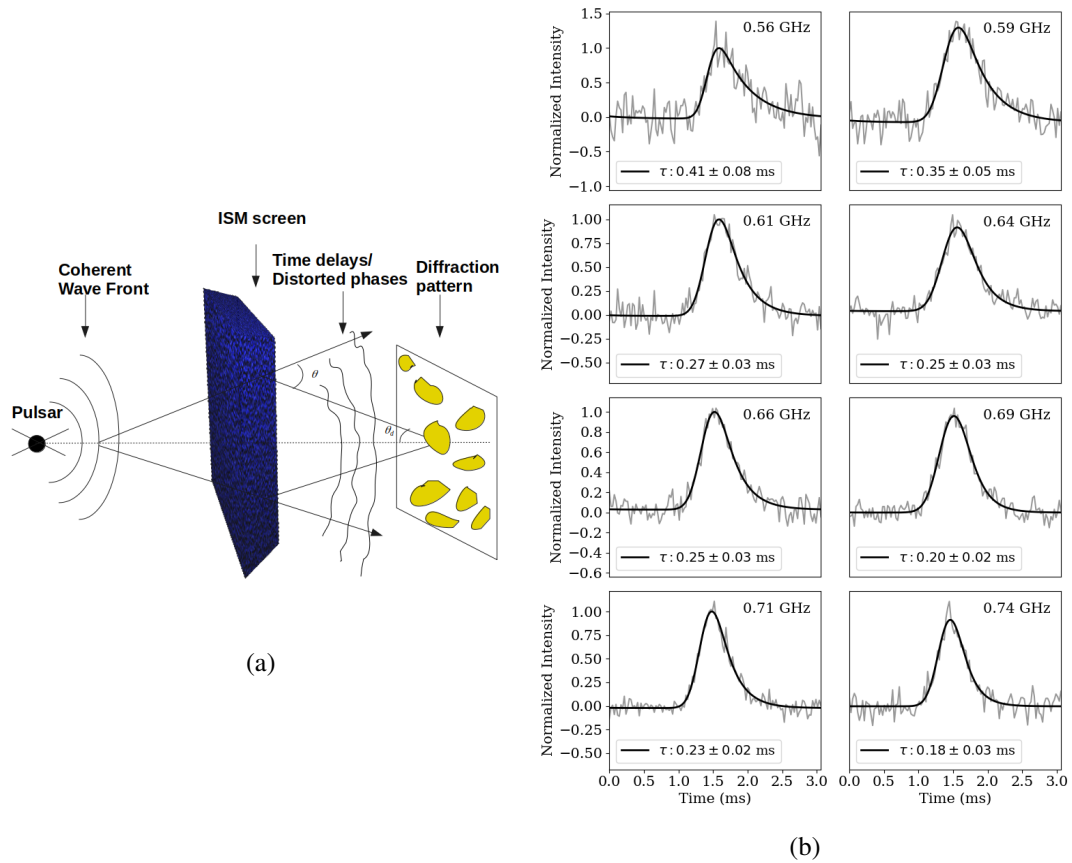 ISM screen
Coherent
Wave Front
Time delays/
Distorted phases
Diffraction
pattern
Pulsar
θ
θd
(a)
Normalized Intensity
1.5
1.0
0.5
0.0
−0.5
−1.0
0.56 GHz
τ : 0.41 ± 0.08 ms
0.59 GHz
τ : 0.35 ± 0.05 ms
Normalized Intensity
1.00
0.75
0.50
0.25
0.00
−0.25
−0.50
0.61 GHz
τ : 0.27 ± 0.03 ms
0.64 GHz
τ : 0.25 ± 0.03 ms
Normalized Intensity
1.0
0.8
0.6
0.4
0.2
0.0
−0.2
−0.4
−0.6
0.66 GHz
τ : 0.25 ± 0.03 ms
0.69 GHz
τ : 0.20 ± 0.02 ms
Normalized Intensity
1.00
0.75
0.50
0.25
0.00
−0.25
−0.50
0.71 GHz
τ : 0.23 ± 0.02 ms
0.74 GHz
τ : 0.18 ± 0.03 ms
0.0 0.5 1.0 1.5 2.0 2.5 3.0
Time (ms)
0.0 0.5 1.0 1.5 2.0 2.5 3.0
Time (ms)
(b)